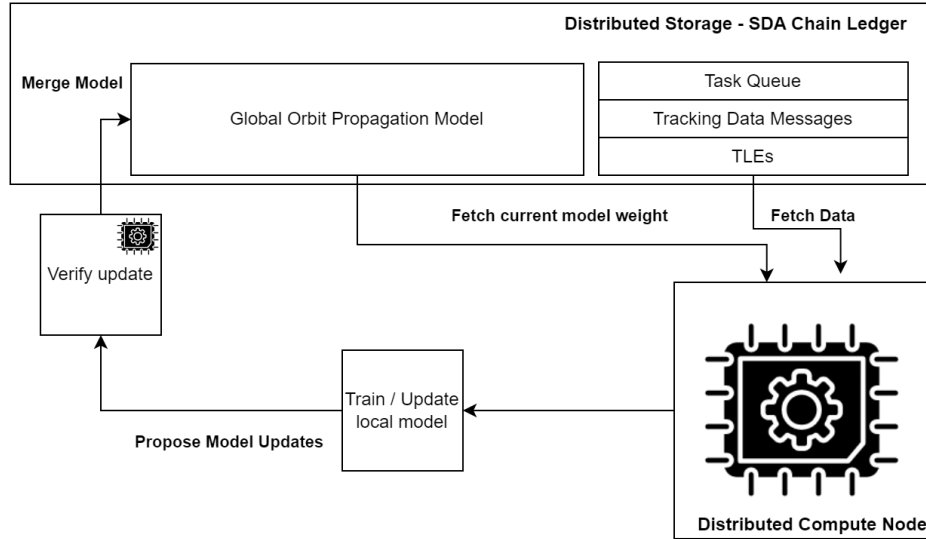 Distributed Storage - SDA Chain Ledger
Merge Model
Global Orbit Propagation Model
Task Queue
Tracking Data Messages
TLEs
Fetch current model weight
Fetch Data
Verify update
Train / Update
local model
Propose Model Updates
Distributed Compute Node